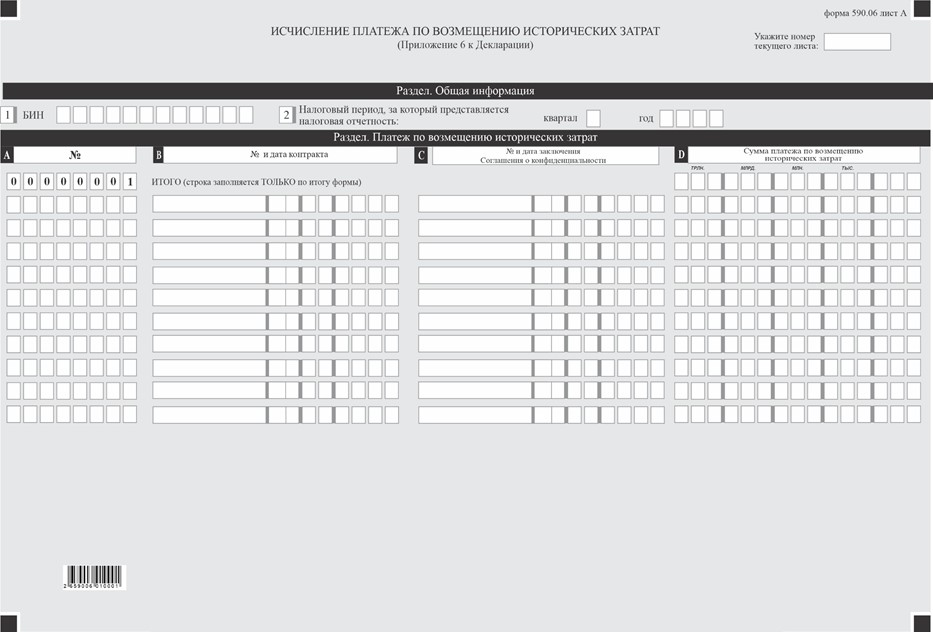 форма 590.06 лист А
ИСЧИСЛЕНИЕ ПЛАТЕЖА ПО ВОЗМЕЩЕНИЮ ИСТОРИЧЕСКИХ ЗАТРАТ
(Приложение 6 к Декларации)
Укажите номер
текущего листа:
Раздел. Общая информация
1 БИН
2 Налоговый период, за который представляется
налоговая отчетность:
квартал
год
Раздел. Платеж по возмещению исторических затрат
A №
B № и дата контракта
C № и дата заключения
Соглашения о конфиденциальности
D Сумма платежа по возмещению
исторических затрат
ТРЛН. МЛРД. МЛН. ТЫС.
0 0 0 0 0 0 0 1 ИТОГО (строка заполняется ТОЛЬКО по итогу формы)